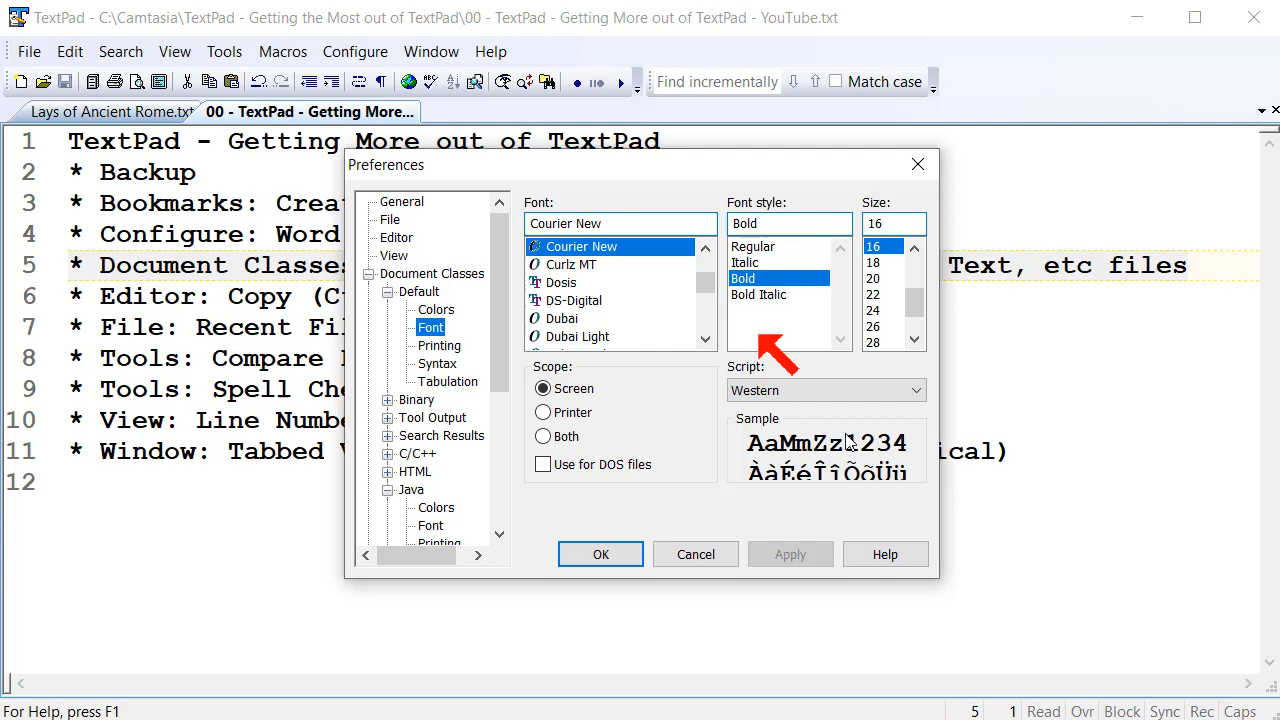 TextPad - C:\Camtasia\TextPad - Getting the Most out of TextPad\00 - TextPad - Getting More out of TextPad - YouTube.txt
File Edit Search View Tools Macros Configure Window Help
Find incrementally Match case
Lays of Ancient Rome.txt 00 - TextPad - Getting More...
1 TextPad - Getting More out of TextPad
2 * Backup
3 * Bookmarks: Crea
4 * Configure: Word
5 * Document Classes Text, etc files
6 * Editor: Copy (C
7 * File: Recent Fi
8 * Tools: Compare
9 * Tools: Spell Che
10 * View: Line Number
11 * Window: Tabbed ical)
12
Preferences
General
File
Editor
View
Document Classes
Default
Colors
Font
Printing
Syntax
Tabulation
Binary
Tool Output
Search Results
C/C++
HTML
Java
Colors
Font
Printing
Font:
Courier New
Courier New
Curlz MT
Dosis
DS-Digital
Dubai
Dubai Light
Font style:
Bold
Regular
Italic
Bold
Bold Italic
Size:
16
16
18
20
22
24
26
28
Scope:
Screen
Printer
Both
Use for DOS files
Script:
Western
Sample
AaMmZz1234
ÀàÉéÎîÕõÜü
OK Cancel Apply Help
For Help, press F1 5 1 Read Ovr Block Sync Rec Caps